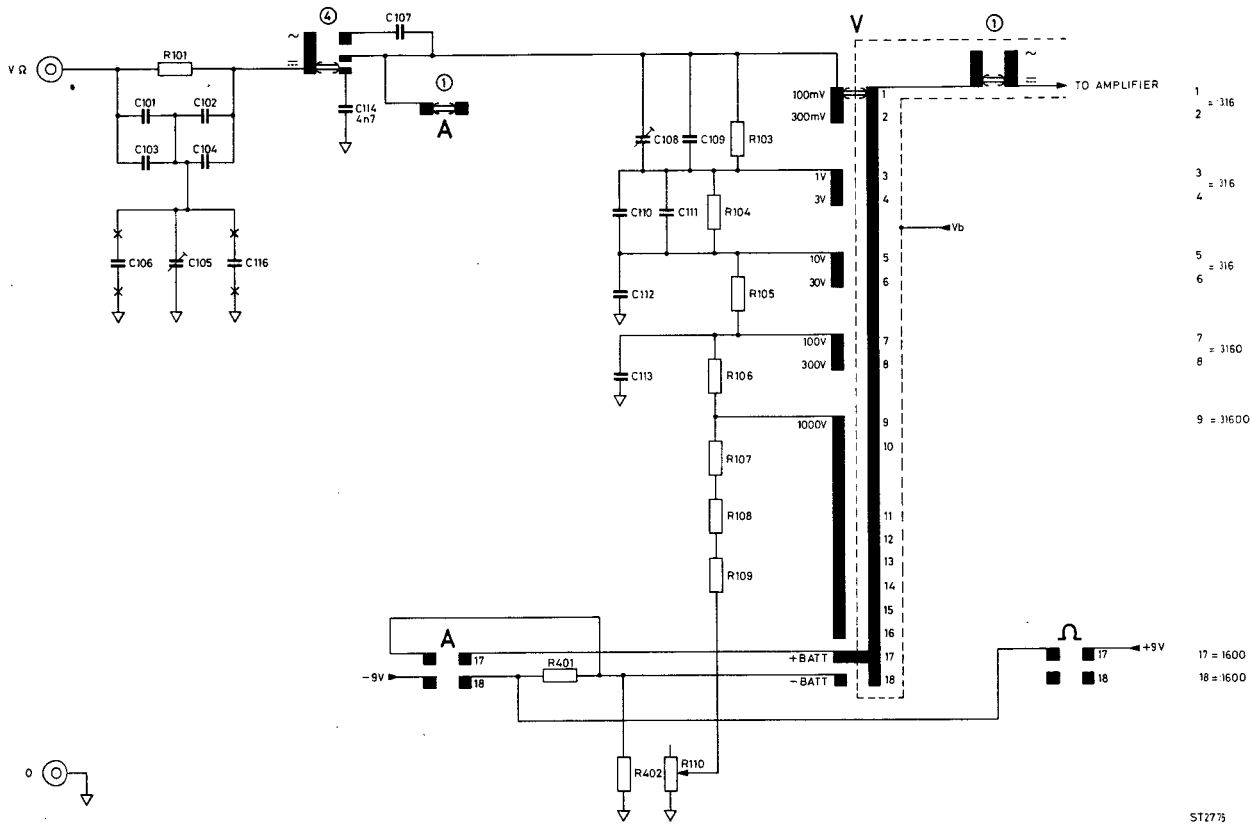 ④
C107
V
①
~
R101
~
V Ω
⎓
⎓
TO AMPLIFIER
C114
4n7
①
A
100mV
300mV
1
2
1
2
= 316
C101
C102
C103
C104
C108
C109
R103
1V
3V
3
4
3
4
= 316
C110
C111
R104
Vb
C106
C105
C116
10V
30V
5
6
5
6
= 316
C112
R105
100V
300V
7
8
7
8
= 3160
C113
R106
1000V
9
10
9 = 31600
R107
R108
11
12
R109
13
14
15
16
A
Ω
17
R401
+BATT
17
17
+9V
17 = 1600
-9V
18
-BATT
18
18
18 = 1600
R402
R110
0
ST2775